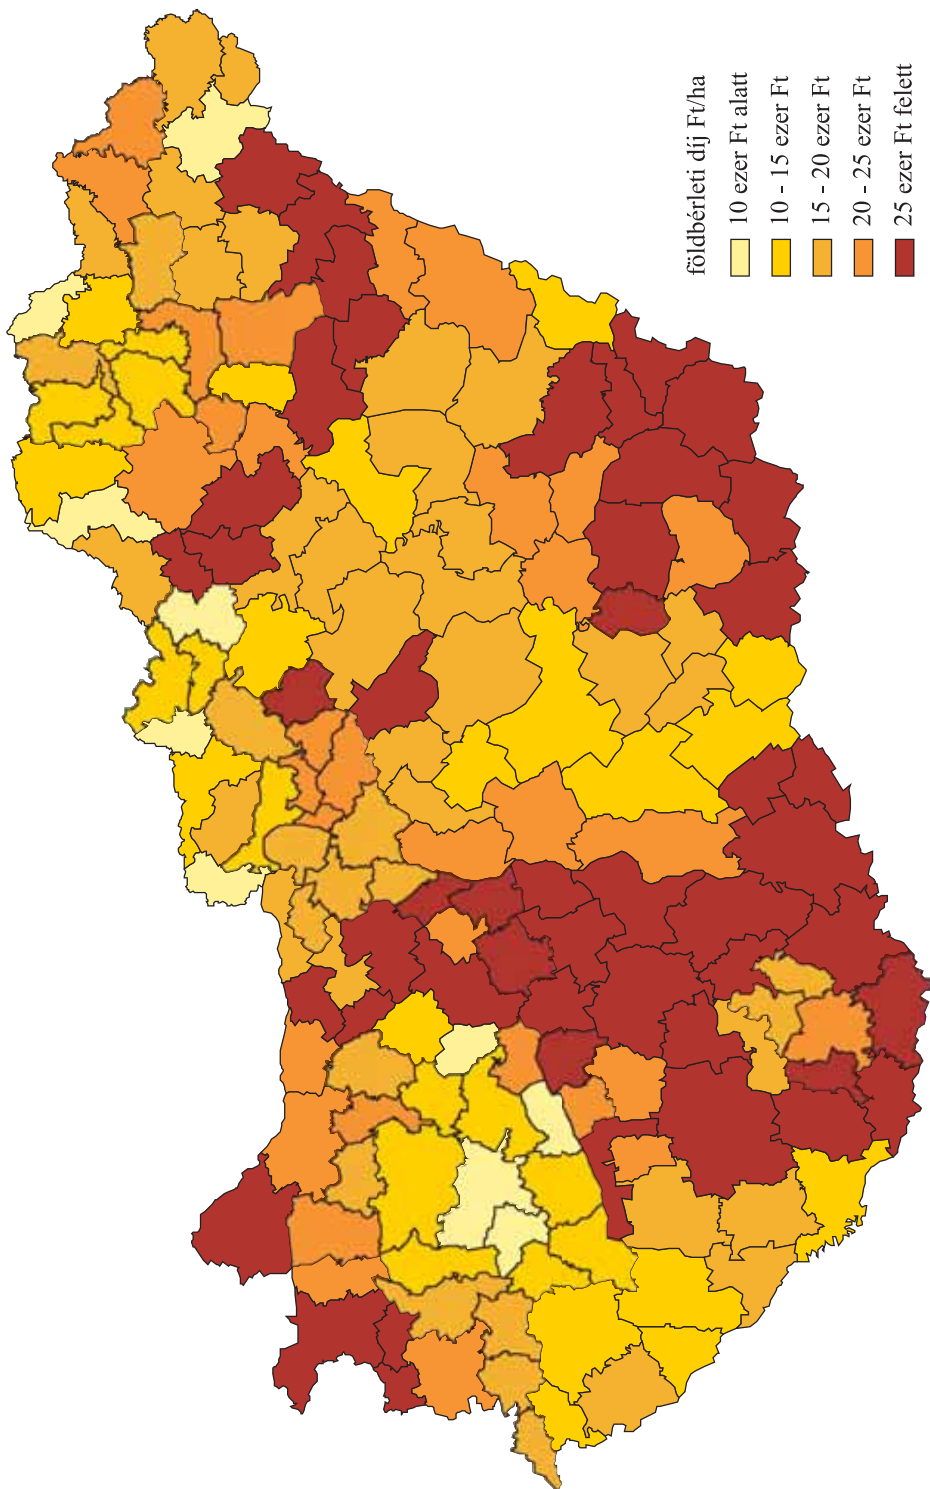 földbérleti díj Ft/ha
10 ezer Ft alatt
10 - 15 ezer Ft
15 - 20 ezer Ft
20 - 25 ezer Ft
25 ezer Ft felett